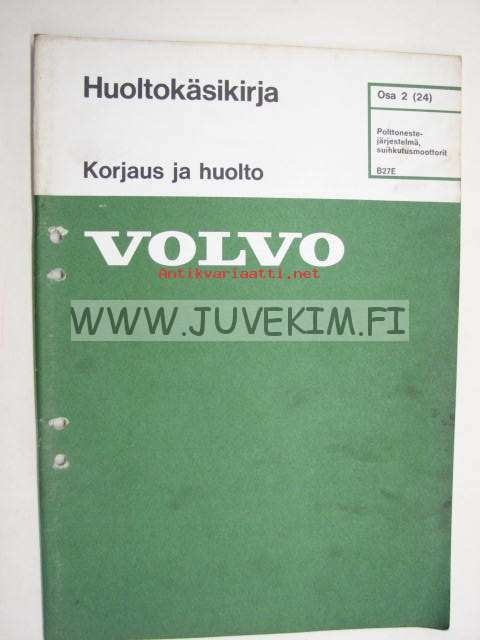 Huoltokäsikirja
Osa 2 (24)
Polttoneste-
järjestelmä,
suihkutusmoottorit
B27E
Korjaus ja huolto
VOLVO
Antikvariaatti.net
WWW.JUVEKIM.FI